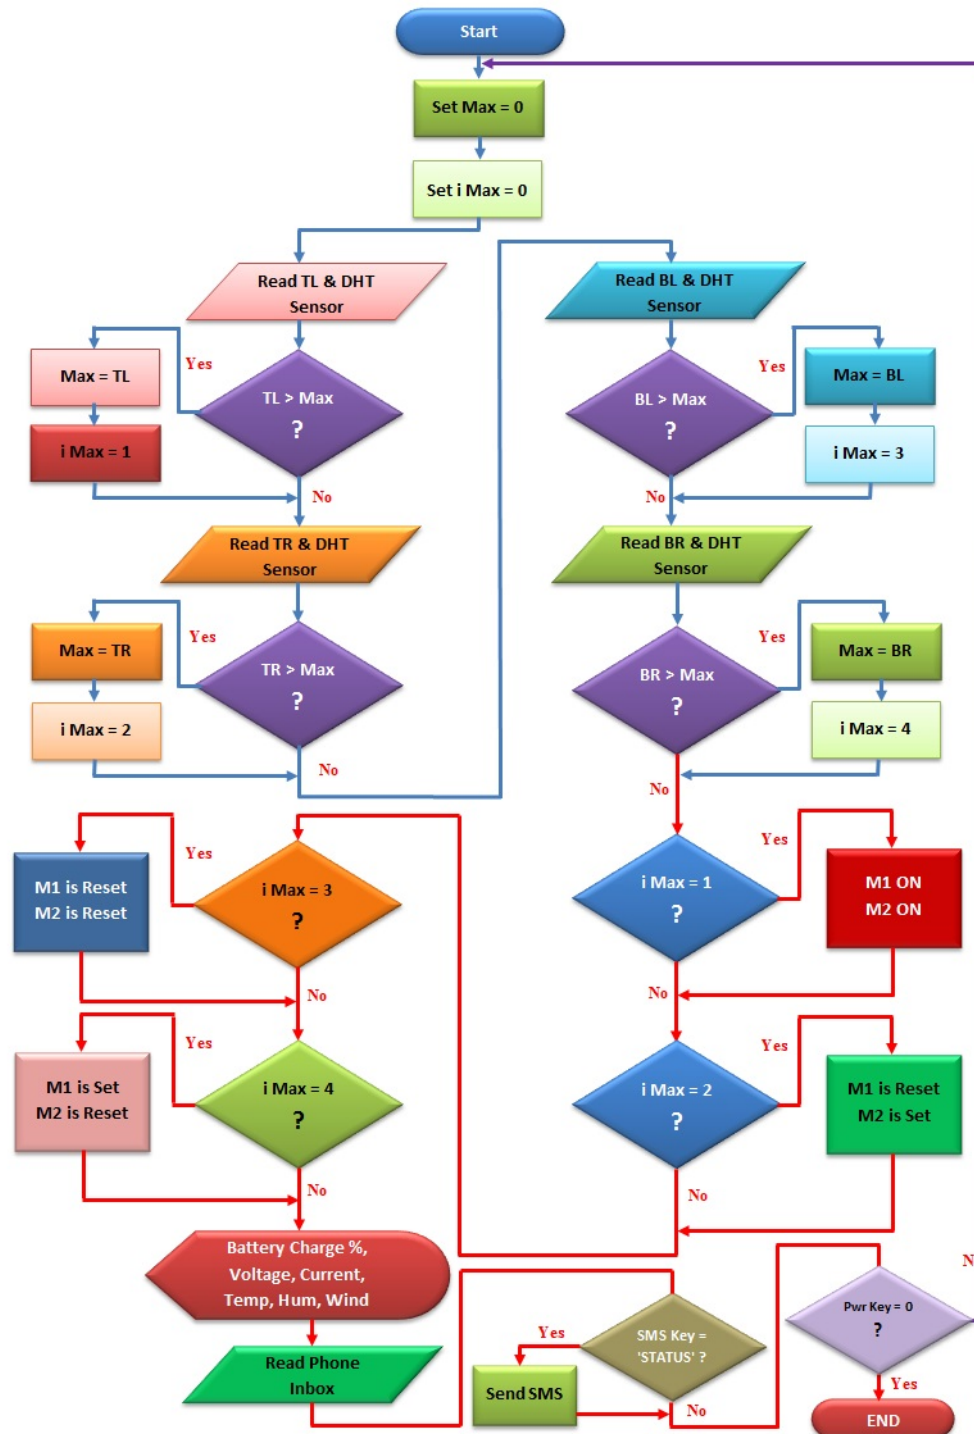 Start
Set Max = 0
Set i Max = 0
Read TL & DHT
Sensor
TL > Max
?
Yes
Max = TL
i Max = 1
No
Read TR & DHT
Sensor
TR > Max
?
Yes
Max = TR
i Max = 2
No
Read BL & DHT
Sensor
BL > Max
?
Yes
Max = BL
i Max = 3
No
Read BR & DHT
Sensor
BR > Max
?
Yes
Max = BR
i Max = 4
No
i Max = 1
?
Yes
M1 ON
M2 ON
No
i Max = 2
?
Yes
M1 is Reset
M2 is Set
No
i Max = 3
?
Yes
M1 is Reset
M2 is Reset
No
i Max = 4
?
Yes
M1 is Set
M2 is Reset
No
Battery Charge %,
Voltage, Current,
Temp, Hum, Wind
Read Phone
Inbox
SMS Key =
'STATUS' ?
Yes
Send SMS
No
Pwr Key = 0
?
Yes
END